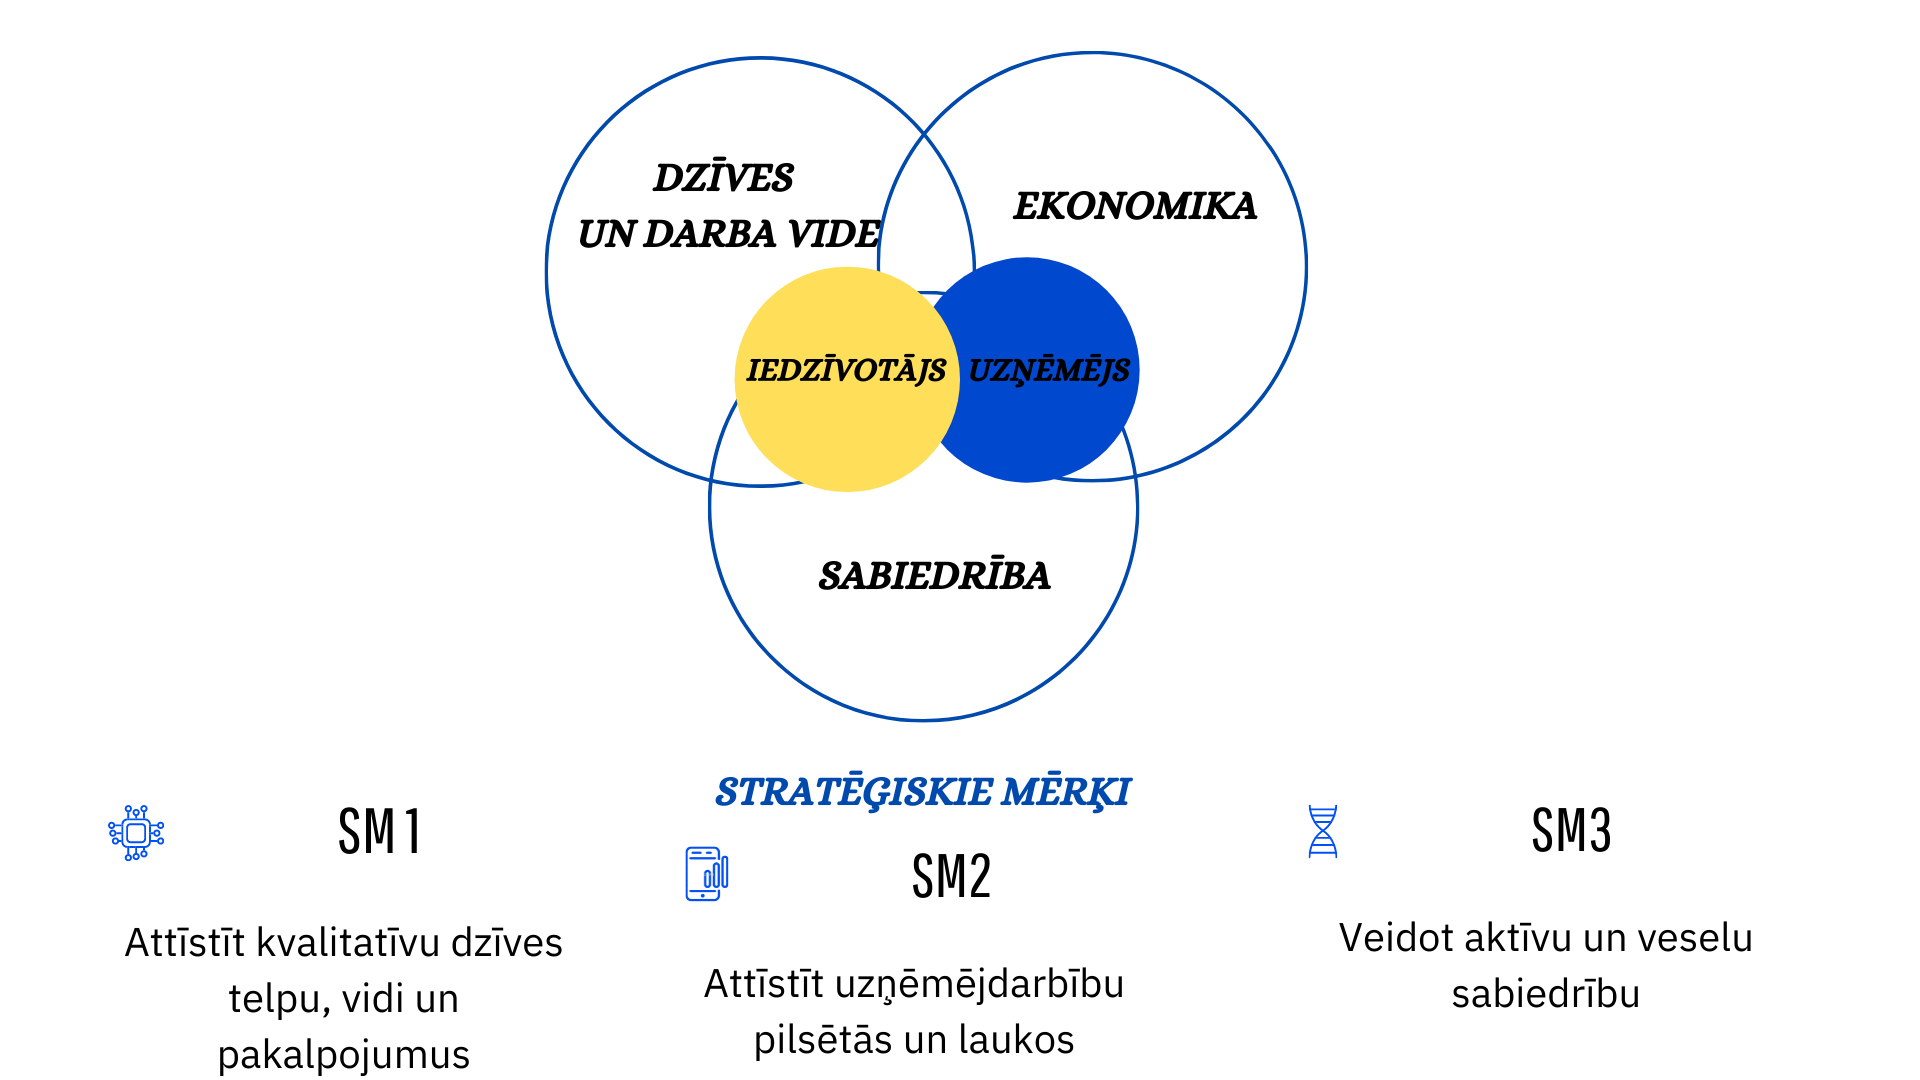 DZĪVES
UN DARBA VIDE
EKONOMIKA
IEDZĪVOTĀJS
UZŅĒMĒJS
SABIEDRĪBA
STRATĒĢISKIE MĒRĶI
SM1
Attīstīt kvalitatīvu dzīves
telpu, vidi un
pakalpojumus
SM2
Attīstīt uzņēmējdarbību
pilsētās un laukos
SM3
Veidot aktīvu un veselu
sabiedrību